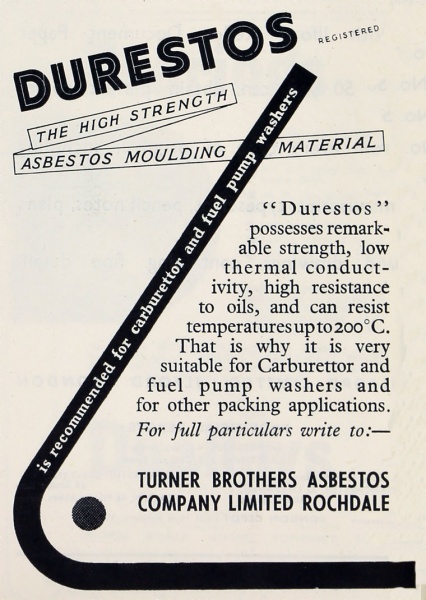 DURESTOS REGISTERED
THE HIGH STRENGTH
ASBESTOS MOULDING MATERIAL
is recommended for carburettor and fuel pump washers
“Durestos”
possesses remark-
able strength, low
thermal conduct-
ivity, high resistance
to oils, and can resist
temperatures up to 200°C.
That is why it is very
suitable for Carburettor and
fuel pump washers and
for other packing applications.
For full particulars write to:—
TURNER BROTHERS ASBESTOS
COMPANY LIMITED ROCHDALE